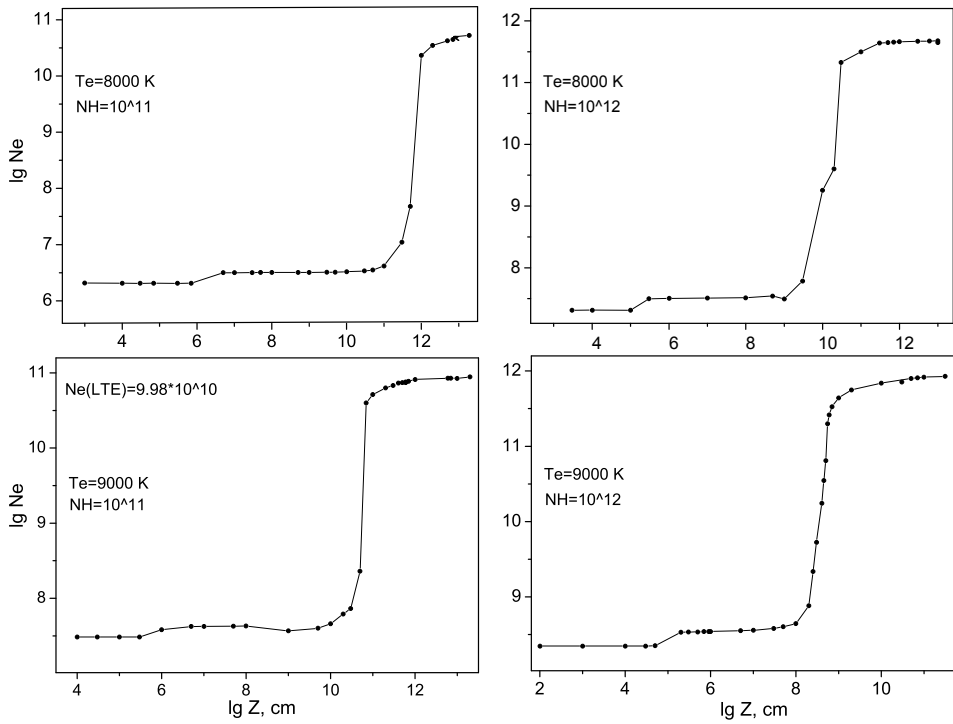 11
10
9
8
7
6
lg Ne
Te=8000 K
NH=10^11
4 6 8 10 12
12
11
10
9
8
Te=8000 K
NH=10^12
4 6 8 10 12
11
10
9
8
lg Ne
Ne(LTE)=9.98*10^10
Te=9000 K
NH=10^11
4 6 8 10 12
lg Z, cm
12
11
10
9
Te=9000 K
NH=10^12
2 4 6 8 10
lg Z, cm